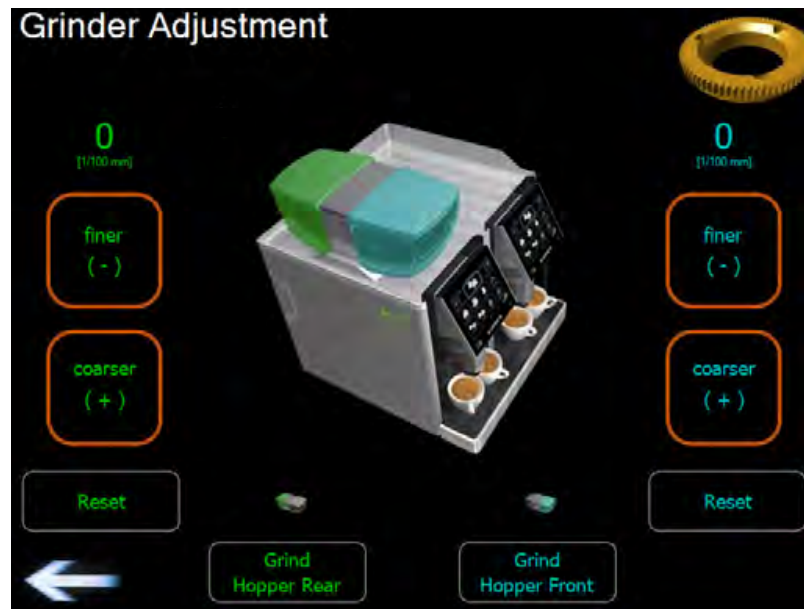 Grinder Adjustment
0
[1/100 mm]
finer
( - )
coarser
( + )
Reset
0
[1/100 mm]
finer
( - )
coarser
( + )
Reset
Grind
Hopper Rear
Grind
Hopper Front